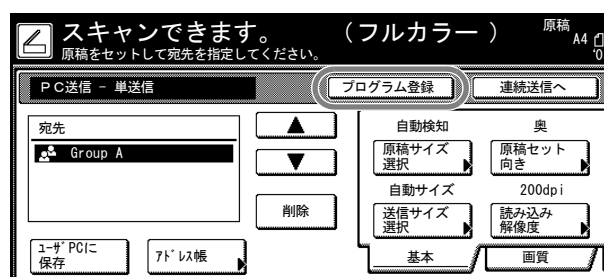 スキャンできます。 (フルカラー) 原稿
A4
原稿をセットして宛先を指定してください。
PC送信 - 単送信 プログラム登録 連続送信へ
宛先
Group A
削除
自動検知 奥
原稿サイズ選択 原稿セット向き
自動サイズ 200dpi
送信サイズ選択 読み込み解像度
ﾕｰｻﾞPCに保存 ｱﾄﾞﾚｽ帳
基本 画質